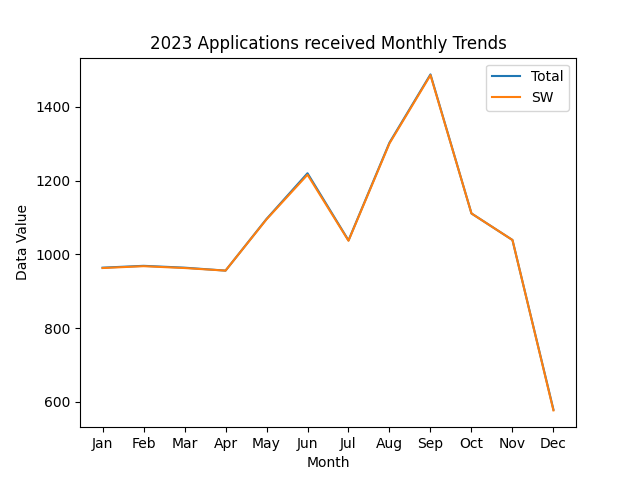 2023 Applications received Monthly Trends
Total
SW
Data Value
1400
1200
1000
800
600
Jan Feb Mar Apr May Jun Jul Aug Sep Oct Nov Dec
Month